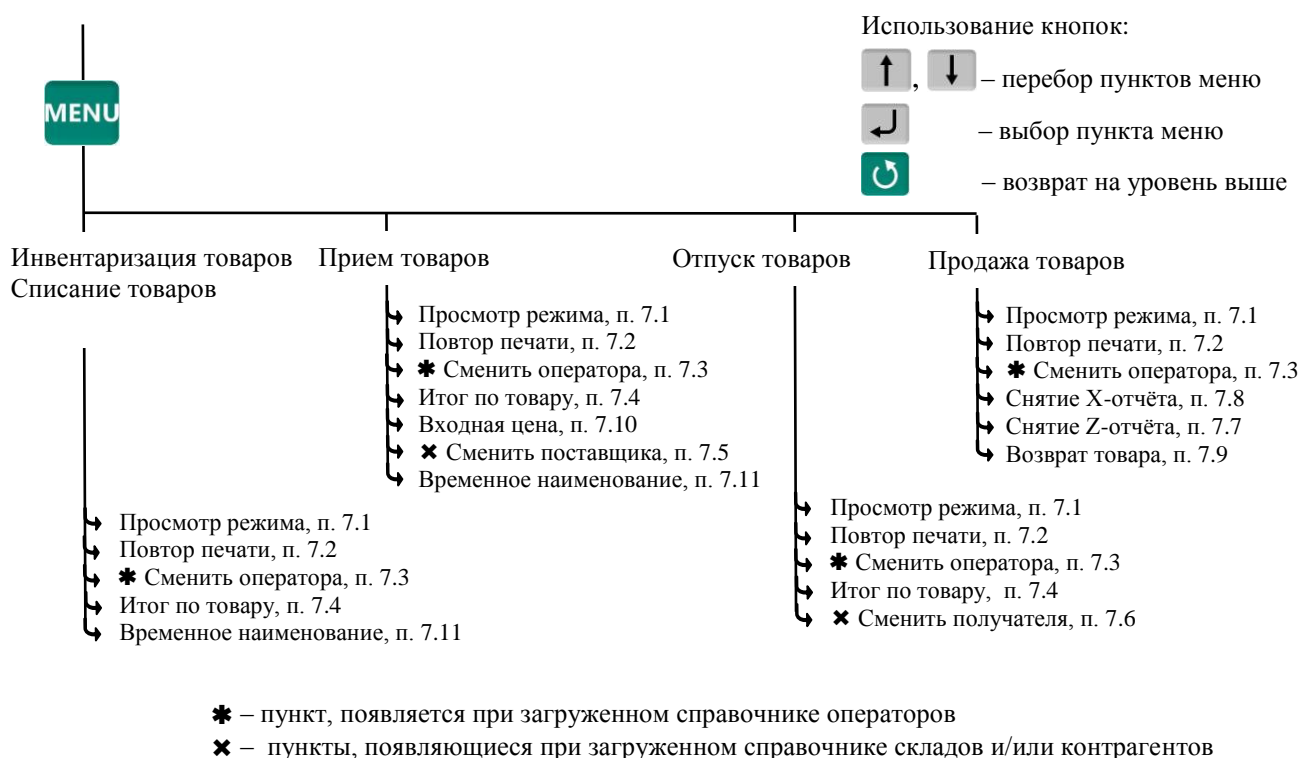 Использование кнопок:
, – перебор пунктов меню
– выбор пункта меню
– возврат на уровень выше
MENU
Инвентаризация товаров
Списание товаров
Просмотр режима, п. 7.1
Повтор печати, п. 7.2
✱ Сменить оператора, п. 7.3
Итог по товару, п. 7.4
Временное наименование, п. 7.11
Прием товаров
Просмотр режима, п. 7.1
Повтор печати, п. 7.2
✱ Сменить оператора, п. 7.3
Итог по товару, п. 7.4
Входная цена, п. 7.10
✖ Сменить поставщика, п. 7.5
Временное наименование, п. 7.11
Отпуск товаров
Просмотр режима, п. 7.1
Повтор печати, п. 7.2
✱ Сменить оператора, п. 7.3
Итог по товару, п. 7.4
✖ Сменить получателя, п. 7.6
Продажа товаров
Просмотр режима, п. 7.1
Повтор печати, п. 7.2
✱ Сменить оператора, п. 7.3
Снятие X-отчёта, п. 7.8
Снятие Z-отчёта, п. 7.7
Возврат товара, п. 7.9
✱ – пункт, появляется при загруженном справочнике операторов
✖ – пункты, появляющиеся при загруженном справочнике складов и/или контрагентов